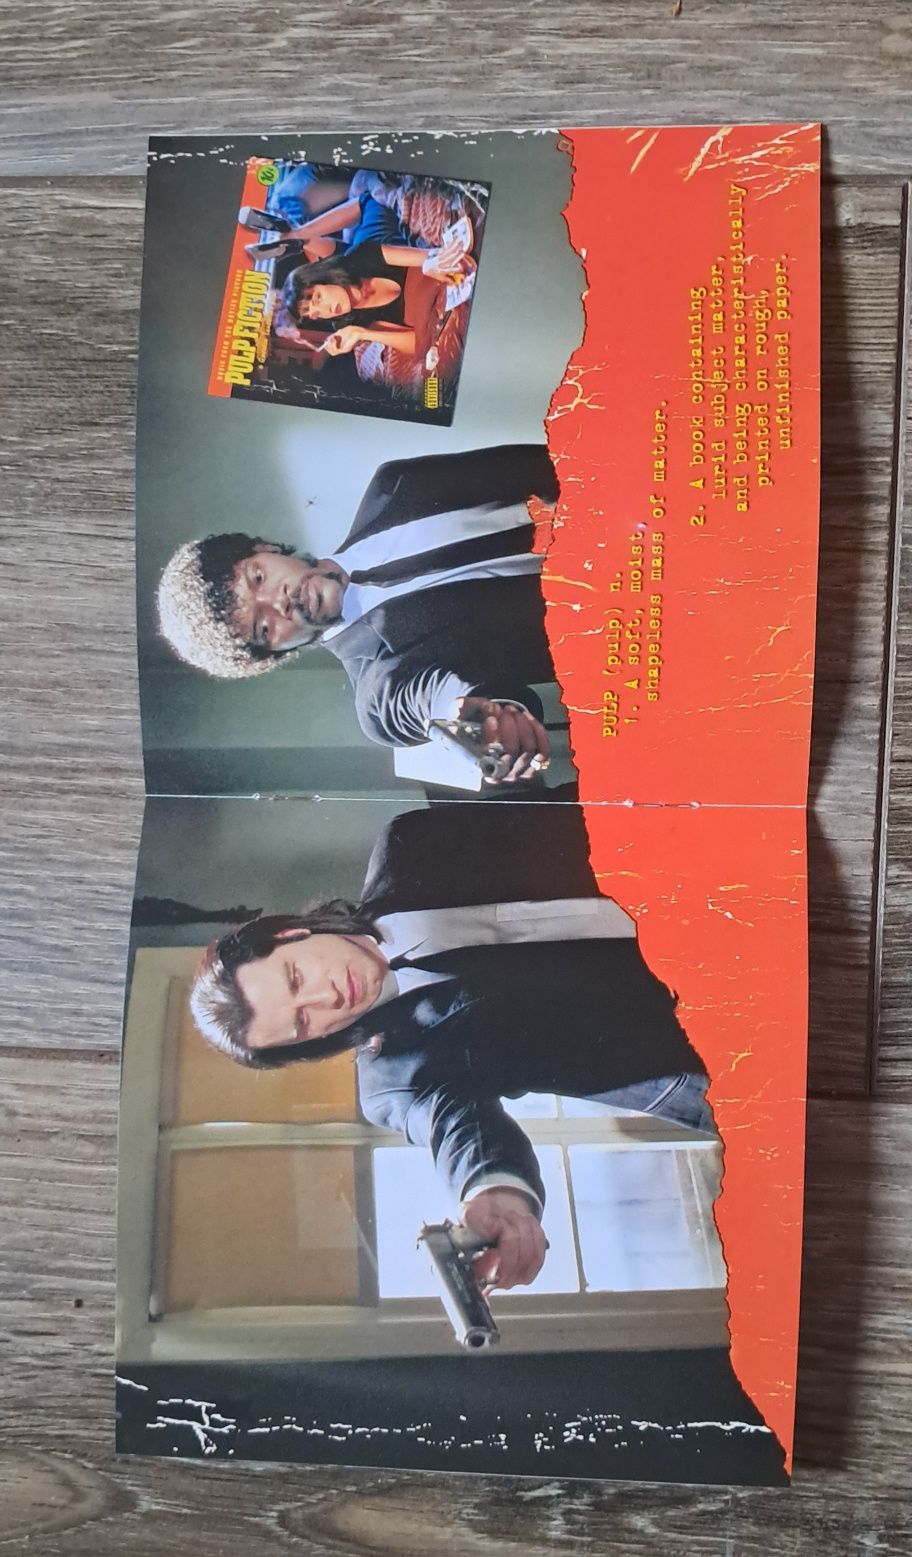 MUSIC FROM THE MOTION PICTURE
PULP FICTION
PULP (pulp) n.
1. A soft, moist,
shapeless mass of matter.
2. A book containing
lurid subject matter,
and being characteristically
printed on rough,
unfinished paper.